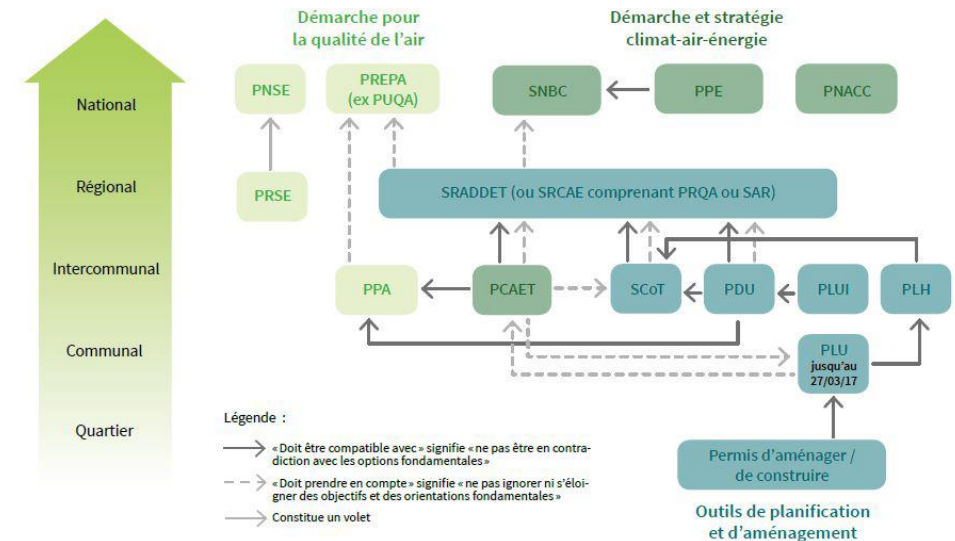 Démarche pour
la qualité de l'air
Démarche et stratégie
climat-air-énergie
National
PNSE
PREPA
(ex PUQA)
SNBC
PPE
PNACC
Régional
PRSE
SRADDET (ou SRCAE comprenant PRQA ou SAR)
Intercommunal
PPA
PCAET
SCoT
PDU
PLUI
PLH
Communal
PLU
jusqu'au
27/03/17
Quartier
Légende :
« Doit être compatible avec » signifie « ne pas être en contra-
diction avec les options fondamentales »
« Doit prendre en compte » signifie « ne pas ignorer ni s'éloi-
gner des objectifs et des orientations fondamentales »
Constitue un volet
Permis d'aménager /
de construire
Outils de planification
et d'aménagement